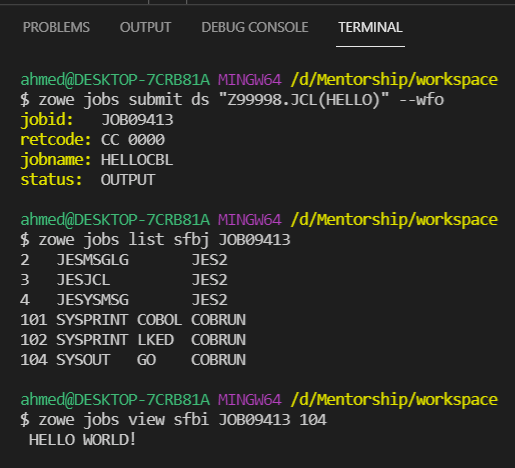 PROBLEMS OUTPUT DEBUG CONSOLE TERMINAL
ahmed@DESKTOP-7CRB81A MINGW64 /d/Mentorship/workspace
$ zowe jobs submit ds "Z99998.JCL(HELLO)" --wfo
jobid:   JOB09413
retcode: CC 0000
jobname: HELLOCBL
status:  OUTPUT
ahmed@DESKTOP-7CRB81A MINGW64 /d/Mentorship/workspace
$ zowe jobs list sfbj JOB09413
2   JESMSGLG       JES2
3   JESJCL         JES2
4   JESYSMSG       JES2
101 SYSPRINT COBOL COBRUN
102 SYSPRINT LKED  COBRUN
104 SYSOUT   GO    COBRUN
ahmed@DESKTOP-7CRB81A MINGW64 /d/Mentorship/workspace
$ zowe jobs view sfbi JOB09413 104
 HELLO WORLD!